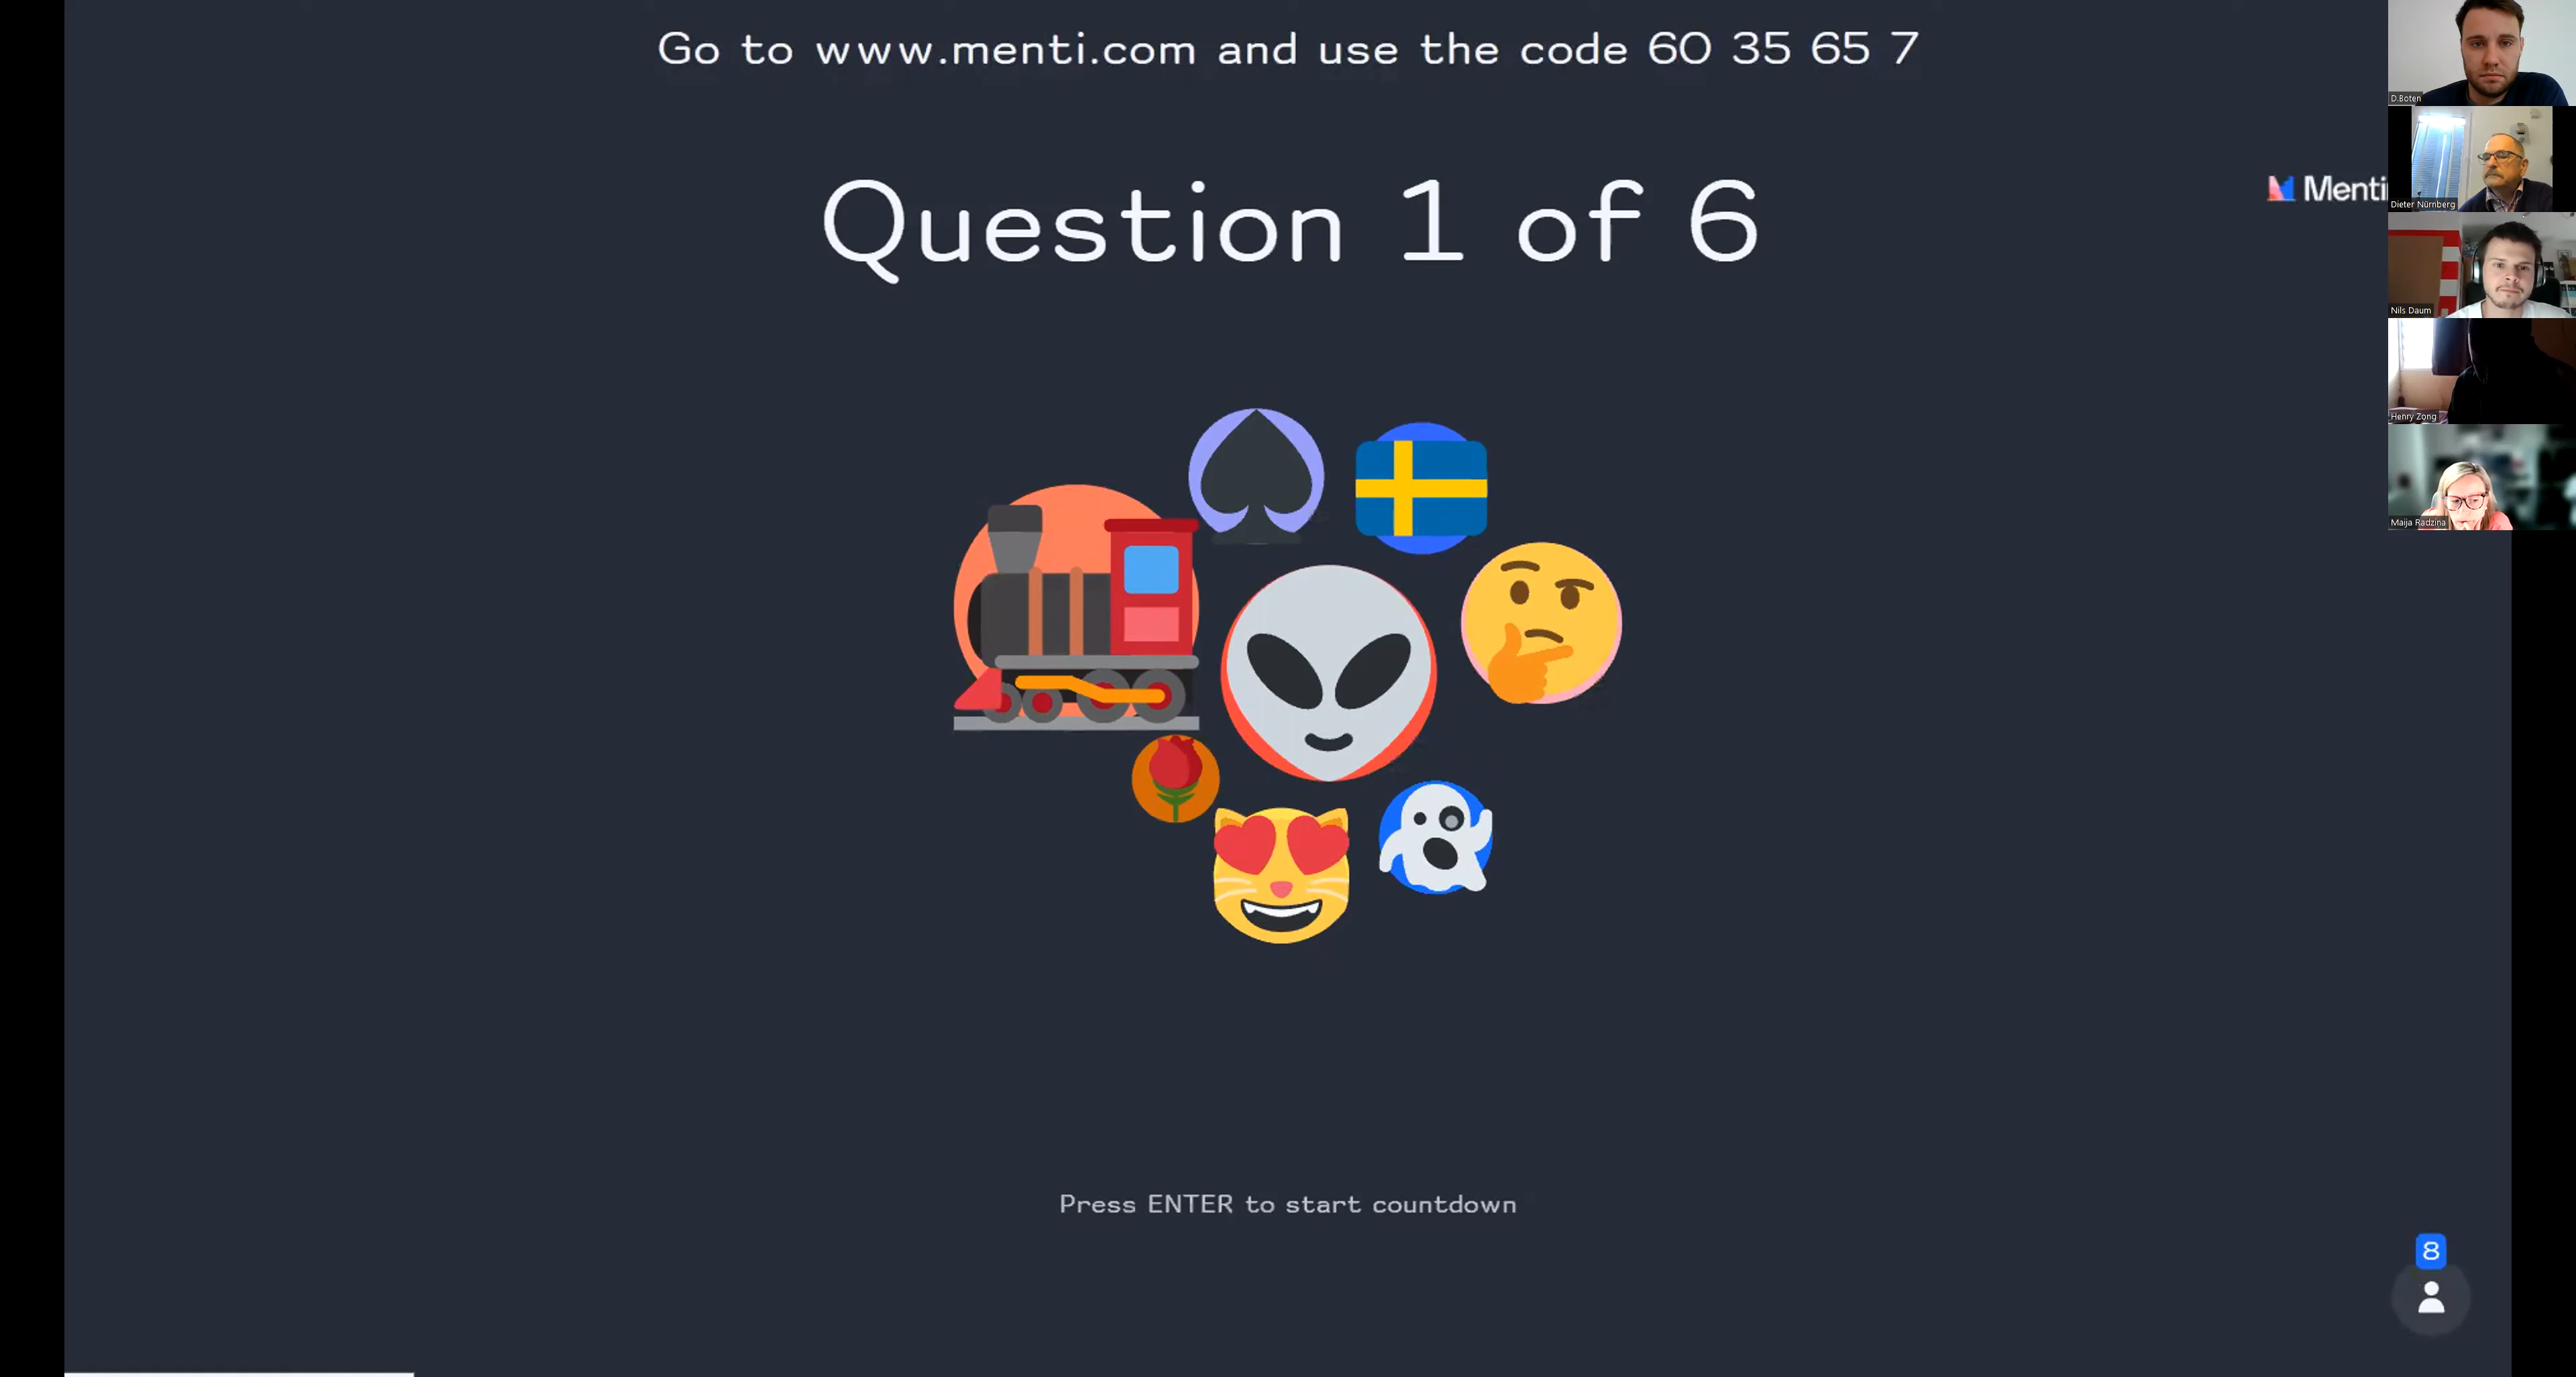 Go to www.menti.com and use the code 60 35 65 7
Question 1 of 6
Menti
D.Boten
Dieter Nürnberg
Nils Daum
Henry Zong
Maija Radziņa
Press ENTER to start countdown
8